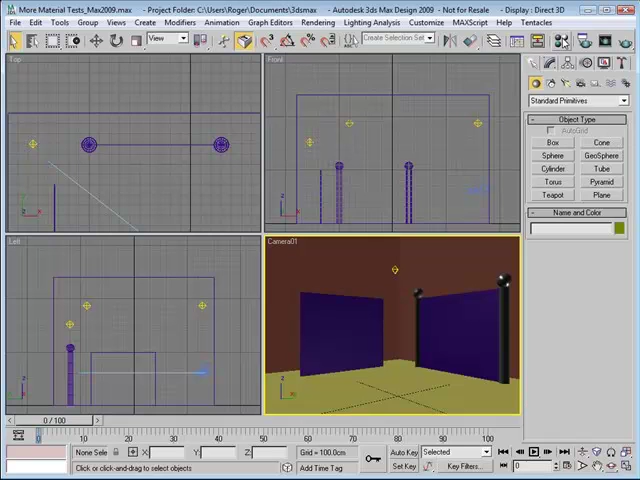 More Material Tests_Max2009.max - Project Folder: C:\Users\Roger\Documents\3dsmax - Autodesk 3ds Max Design 2009 - Not for Resale - Display : Direct 3D
File Edit Tools Group Views Create Modifiers Animation Graph Editors Rendering Lighting Analysis Customize MAXScript Help Tentacles
View Create Selection Set
Top
Front
Left
Camera01
Standard Primitives
Object Type
AutoGrid
Box Cone
Sphere GeoSphere
Cylinder Tube
Torus Pyramid
Teapot Plane
Name and Color
0 / 100
0 10 20 30 40 50 60 70 80 90 100
None Sele X: Y: Z: Grid = 100.0cm Auto Key Selected
Click or click-and-drag to select objects Add Time Tag Set Key Key Filters... 0